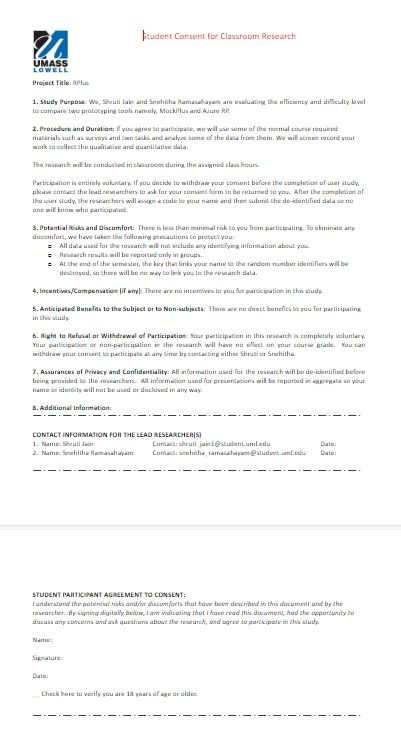 Student Consent for Classroom Research
UMASS
LOWELL
Project Title: RPlus
1. Study Purpose: We, Shruti Jain and Snehitha Ramasahayam are evaluating the efficiency and difficulty level
to compare two prototyping tools namely, MockPlus and Axure RP.
2. Procedure and Duration: If you agree to participate, we will use some of the normal course required
materials such as surveys and two tasks and analyze some of the data from them. We will screen record your
work to collect the qualitative and quantitative data.
The research will be conducted in classroom during the assigned class hours.
Participation is entirely voluntary. If you decide to withdraw your consent before the completion of user study,
please contact the lead researchers to ask for your consent form to be returned to you. After the completion of
the user study, the researchers will assign a code to your name and then submit the de-identified data so no
one will know who participated.
3. Potential Risks and Discomfort: There is less than minimal risk to you from participating. To eliminate any
discomfort, we have taken the following precautions to protect you:
All data used for the research will not include any identifying information about you.
Research results will be reported only in groups.
At the end of the semester, the key that links your name to the random number identifiers will be
destroyed, so there will be no way to link you to the research data.
4. Incentives/Compensation (if any): There are no incentives to you for participation in this study.
5. Anticipated Benefits to the Subject or to Non-subjects: There are no direct benefits to you for participating
in this study.
6. Right to Refusal or Withdrawal of Participation: Your participation in this research is completely voluntary.
Your participation or non-participation in the research will have no effect on your course grade. You can
withdraw your consent to participate at any time by contacting either Shruti or Snehitha.
7. Assurances of Privacy and Confidentiality: All information used for the research will be de-identified before
being provided to the researchers. All information used for presentations will be reported in aggregate so your
name or identity will not be used or disclosed in any way.
8. Additional Information:
CONTACT INFORMATION FOR THE LEAD RESEARCHER(S)
1. Name: Shruti Jain Contact: shruti_jain1@student.uml.edu Date:
2. Name: Snehitha Ramasahayam Contact: snehitha_ramasahayam@student.uml.edu Date:
STUDENT PARTICIPANT AGREEMENT TO CONSENT:
I understand the potential risks and/or discomforts that have been described in this document and by the
researcher. By signing digitally below, I am indicating that I have read this document, had the opportunity to
discuss any concerns and ask questions about the research, and agree to participate in this study.
Name:
Signature:
Date:
__ Check here to verify you are 18 years of age or older.